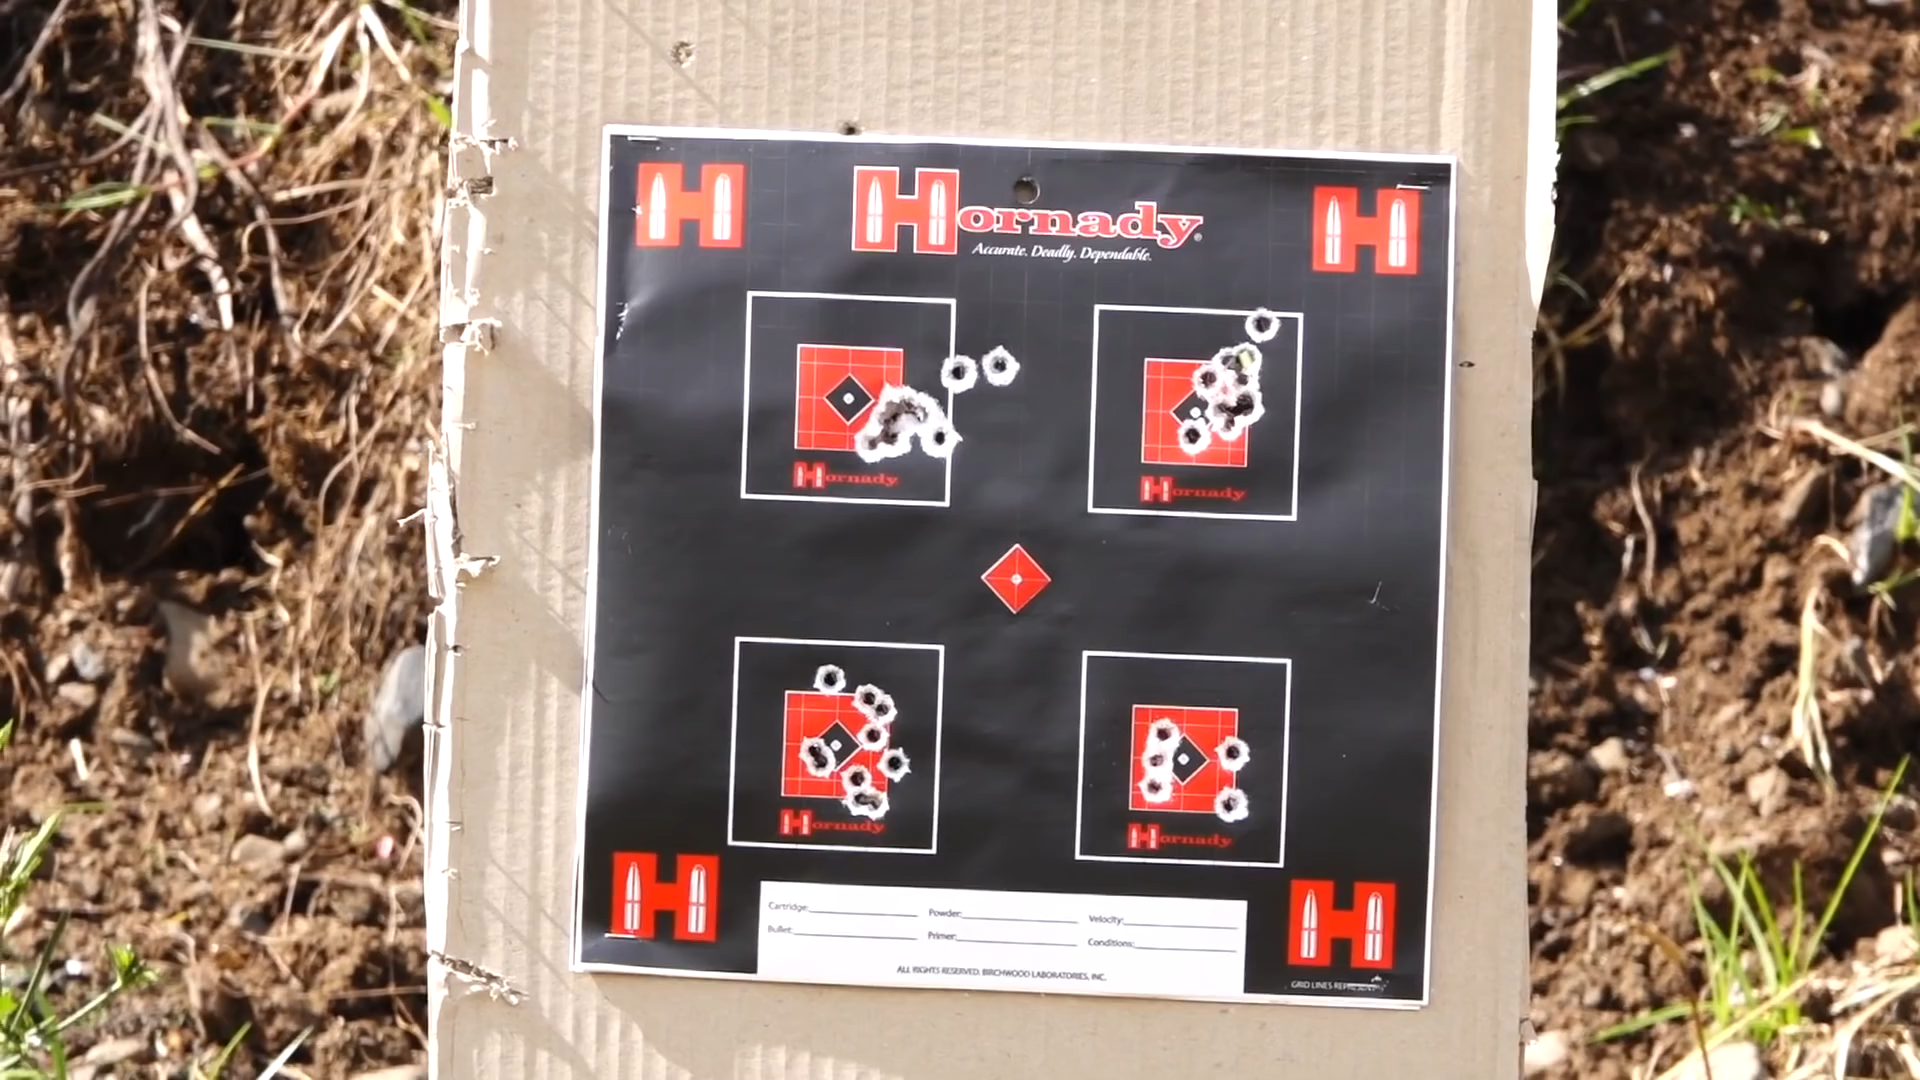 Hornady®
Accurate. Deadly. Dependable.
Hornady
Hornady
Hornady
Hornady
Cartridge: Powder: Velocity:
Bullet: Primer: Conditions:
ALL RIGHTS RESERVED. BIRCHWOOD LABORATORIES, INC.
GRID LINES